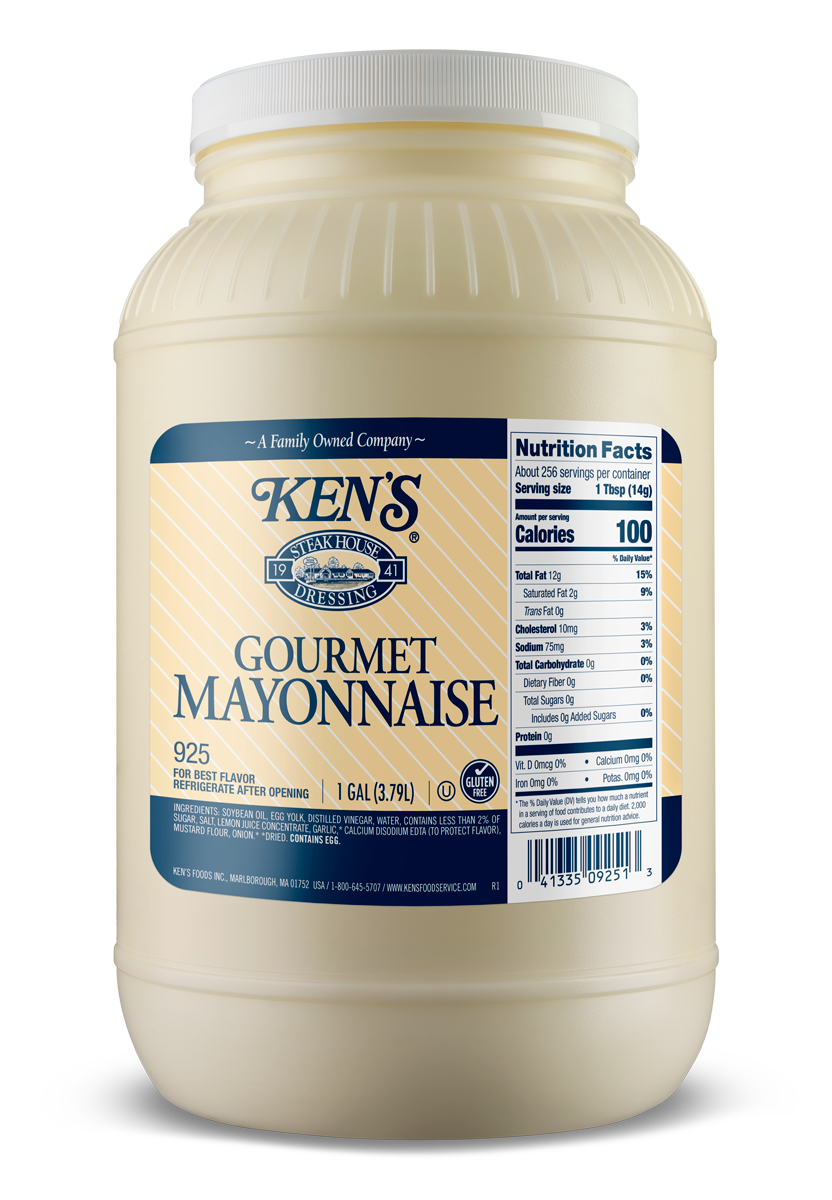 ~A Family Owned Company~
KEN'S®
STEAK HOUSE
19 41
DRESSING
GOURMET
MAYONNAISE
925
FOR BEST FLAVOR
REFRIGERATE AFTER OPENING
1 GAL (3.79L)
U
GLUTEN
FREE
INGREDIENTS: SOYBEAN OIL, EGG YOLK, DISTILLED VINEGAR, WATER, CONTAINS LESS THAN 2% OF
SUGAR, SALT, LEMON JUICE CONCENTRATE, GARLIC,* CALCIUM DISODIUM EDTA (TO PROTECT FLAVOR),
MUSTARD FLOUR, ONION.* *DRIED. CONTAINS EGG.
KEN'S FOODS INC., MARLBOROUGH, MA 01752 USA / 1-800-645-5707 / WWW.KENSFOODSERVICE.COM R1
Nutrition Facts
About 256 servings per container
Serving size 1 Tbsp (14g)
Amount per serving
Calories 100
% Daily Value*
Total Fat 12g 15%
Saturated Fat 2g 9%
Trans Fat 0g
Cholesterol 10mg 3%
Sodium 75mg 3%
Total Carbohydrate 0g 0%
Dietary Fiber 0g 0%
Total Sugars 0g
Includes 0g Added Sugars 0%
Protein 0g
Vit. D 0mcg 0% • Calcium 0mg 0%
Iron 0mg 0% • Potas. 0mg 0%
*The % Daily Value (DV) tells you how much a nutrient
in a serving of food contributes to a daily diet. 2,000
calories a day is used for general nutrition advice.
0 41335 09251 3